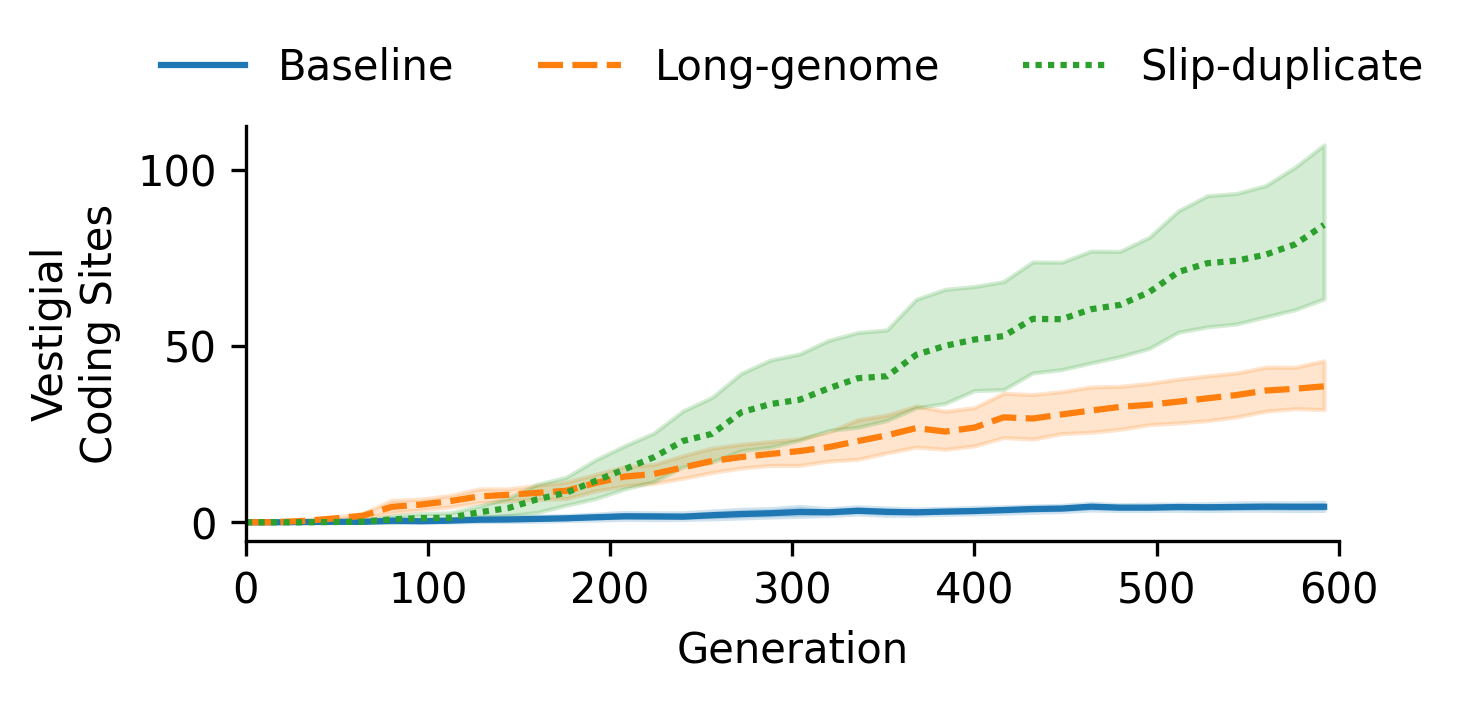 Baseline Long-genome Slip-duplicate
100
50
0
Vestigial
Coding Sites
0 100 200 300 400 500 600
Generation